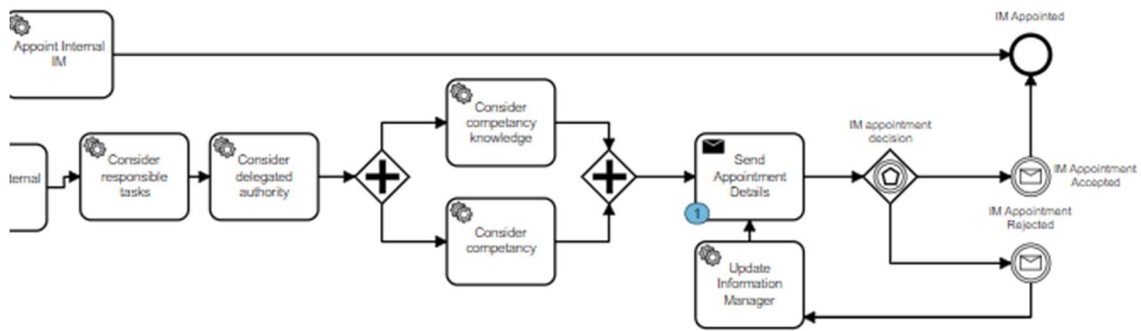 IM Appointed
Appoint Internal
IM
Consider
competancy
knowledge
IM appointment
decision
ternal
Consider
responsible
tasks
Consider
delegated
authority
Send
Appointment
Details
1
IM Appointment
Accepted
Consider
competancy
IM Appointment
Rejected
Update
Information
Manager